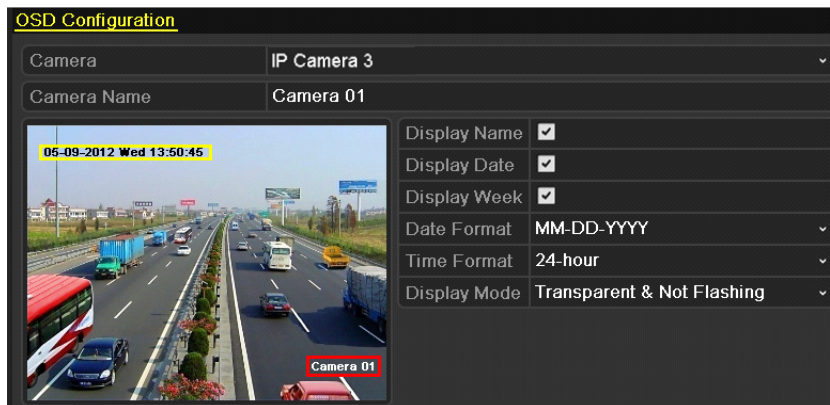 OSD Configuration
Camera IP Camera 3
Camera Name Camera 01
05-09-2012 Wed 13:50:45
Camera 01
Display Name
Display Date
Display Week
Date Format MM-DD-YYYY
Time Format 24-hour
Display Mode Transparent & Not Flashing